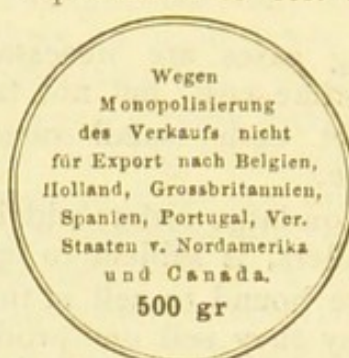 Wegen
Monopolisierung
des Verkaufs nicht
für Export nach Belgien,
Holland, Grossbritannien,
Spanien, Portugal, Ver.
Staaten v. Nordamerika
und Canada.
500 gr